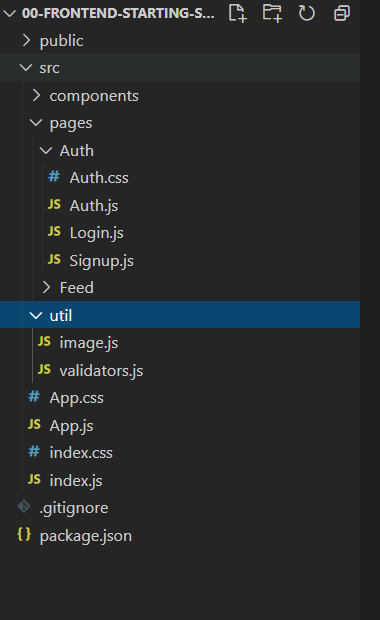 00-FRONTEND-STARTING-S...
public
src
components
pages
Auth
# Auth.css
JS Auth.js
JS Login.js
JS Signup.js
Feed
util
JS image.js
JS validators.js
# App.css
JS App.js
# index.css
JS index.js
.gitignore
{} package.json